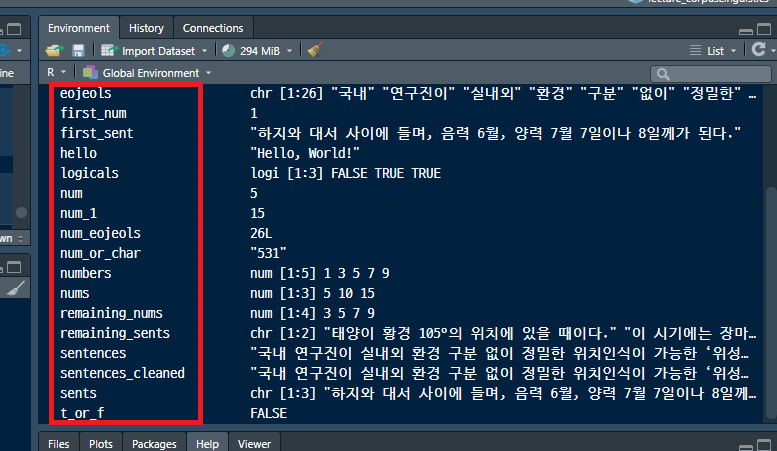 lecture_corpusLinguistics
Environment History Connections
Import Dataset 294 MiB List
R Global Environment
eojeols chr [1:26] "국내" "연구진이" "실내외" "환경" "구분" "없이" "정밀한" …
first_num 1
first_sent "하지와 대서 사이에 들며, 음력 6월, 양력 7월 7일이나 8일께가 된다."
hello "Hello, World!"
logicals logi [1:3] FALSE TRUE TRUE
num 5
num_1 15
num_eojeols 26L
num_or_char "531"
numbers num [1:5] 1 3 5 7 9
nums num [1:3] 5 10 15
remaining_nums num [1:4] 3 5 7 9
remaining_sents chr [1:2] "태양이 황경 105º의 위치에 있을 때이다." "이 시기에는 장마…
sentences "국내 연구진이 실내외 환경 구분 없이 정밀한 위치인식이 가능한 ‘위성…
sentences_cleaned "국내 연구진이 실내외 환경 구분 없이 정밀한 위치인식이 가능한 ‘위성…
sents chr [1:3] "하지와 대서 사이에 들며, 음력 6월, 양력 7월 7일이나 8일께…
t_or_f FALSE
Files Plots Packages Help Viewer